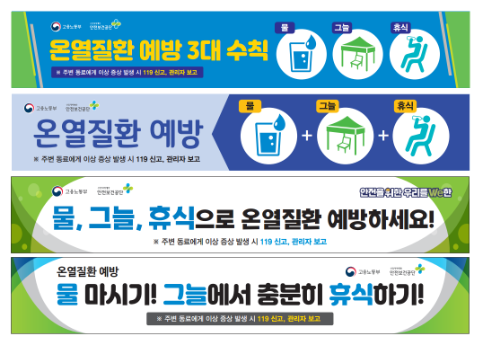 고용노동부
안전보건공단
온열질환 예방 3대 수칙
※ 주변 동료에게 이상 증상 발생 시 119 신고, 관리자 보고
물
그늘
휴식
고용노동부
안전보건공단
온열질환 예방
※ 주변 동료에게 이상 증상 발생 시 119 신고, 관리자 보고
물
+
그늘
+
휴식
고용노동부
안전보건공단
물, 그늘, 휴식으로 온열질환 예방하세요!
※ 주변 동료에게 이상 증상 발생 시 119 신고, 관리자 보고
온열질환 예방
고용노동부
안전보건공단
물 마시기! 그늘에서 충분히 휴식하기!
※ 주변 동료에게 이상 증상 발생 시 119 신고, 관리자 보고